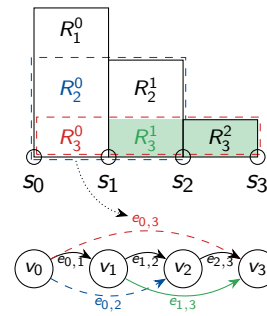 R_1^0
R_2^0 R_2^1
R_3^0 R_3^1 R_3^2
s_0 s_1 s_2 s_3
e_{0,3}
v_0 e_{0,1} v_1 e_{1,2} v_2 e_{2,3} v_3
e_{0,2} e_{1,3}